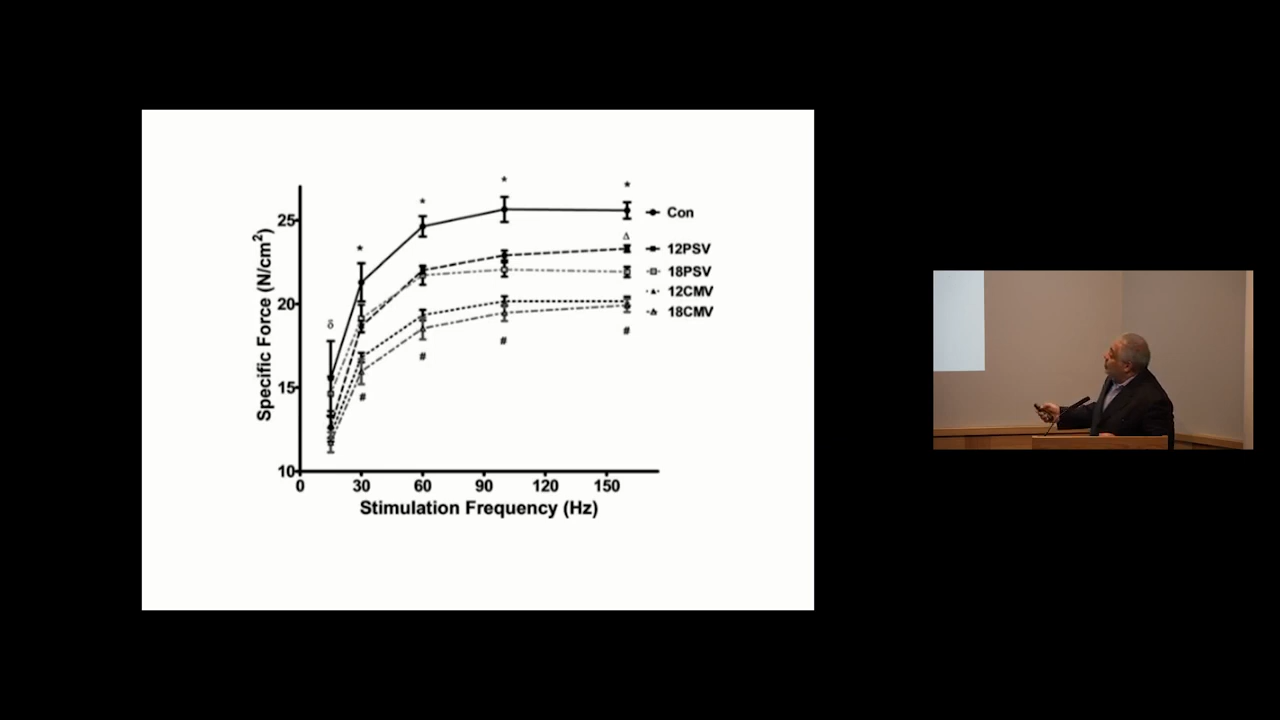 * * * *
25
Con
Δ
12PSV
18PSV
12CMV
18CMV
20
δ
# # # #
15
10
0 30 60 90 120 150
Specific Force (N/cm²)
Stimulation Frequency (Hz)